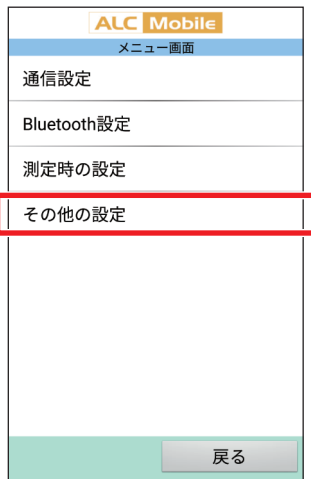 ALC Mobile
メニュー画面
通信設定
Bluetooth設定
測定時の設定
その他の設定
戻る